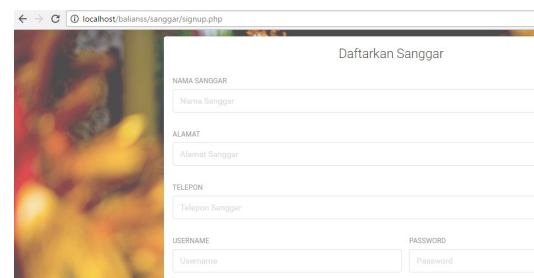 localhost/balianss/sanggar/signup.php
Daftarkan Sanggar
NAMA SANGGAR
Nama Sanggar
ALAMAT
Alamat Sanggar
TELEPON
Telepon Sanggar
USERNAME PASSWORD
Username Password